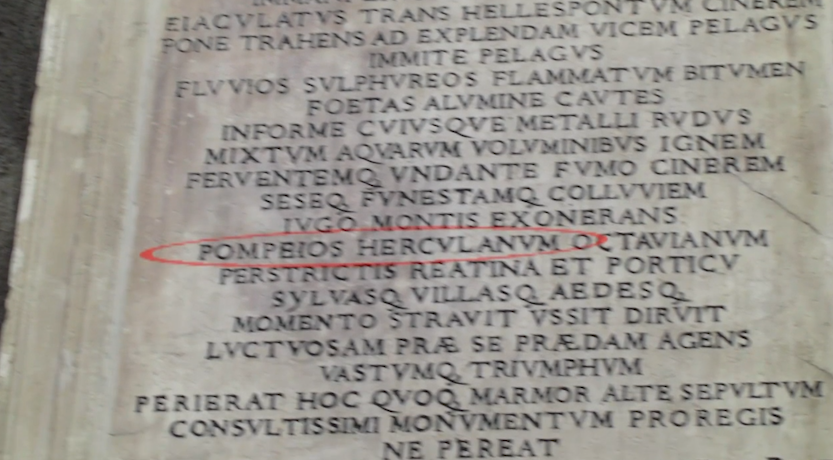 EIACVLATVS TRANS HELLESPONTVM CINEREM
PONE TRAHENS AD EXPLENDAM VICEM PELAGVS
IMMITE PELAGVS
FLVVIOS SVLPHVREOS FLAMMATVM BITVMEN
FOETAS ALVMINE CAVTES
INFORME CVIVSQVE METALLI RVDVS
MIXTVM AQVARVM VOLVMINIBVS IGNEM
FERVENTEMQ VNDANTE FVMO CINEREM
SESEQ FVNESTAMQ COLLVVIEM
IVGO MONTIS EXONERANS
POMPEIOS HERCVLANVM OCTAVIANVM
PERSTRICTIS REATINA ET PORTICV
SYLVASQ VILLASQ AEDESQ
MOMENTO STRAVIT VSSIT DIRVIT
LVCTVOSAM PRÆ SE PRÆDAM AGENS
VASTVMQ TRIVMPHVM
PERIERAT HOC QVOQ MARMOR ALTE SEPVLTVM
CONSVLTISSIMI MONVMENTVM PROREGIS
NE PEREAT